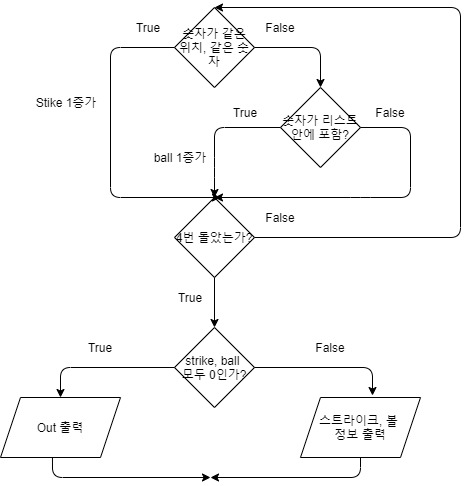 True
False
숫자가 같은
위치, 같은 숫
자
Stike 1증가
True
False
숫자가 리스트
안에 포함?
ball 1증가
False
4번 돌았는가?
True
True
False
strike, ball
모두 0인가?
Out 출력
스트라이크, 볼
정보 출력